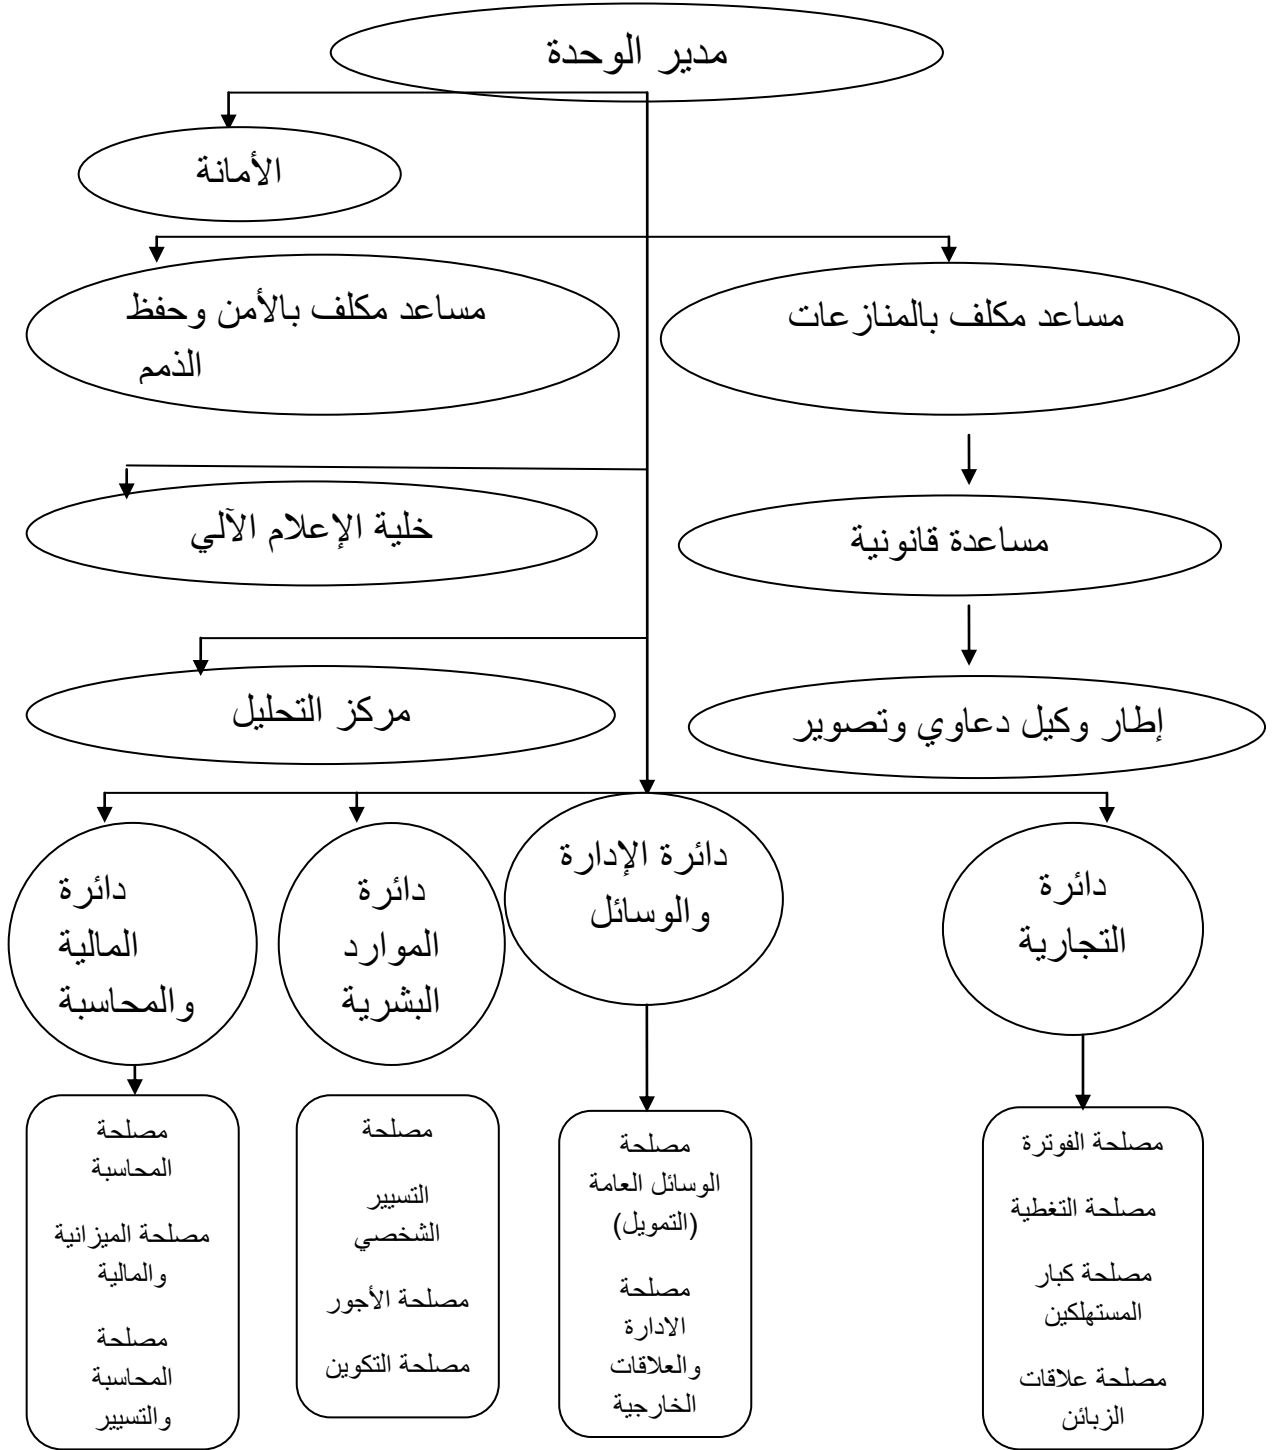 مدير الوحدة
الأمانة
مساعد مكلف بالمنازعات
مساعد مكلف بالأمن وحفظ
الذمم
مساعدة قانونية
خلية الإعلام الآلي
إطار وكيل دعاوي وتصوير
مركز التحليل
دائرة
التجارية
دائرة الإدارة
والوسائل
دائرة
الموارد
البشرية
دائرة
المالية
والمحاسبة
مصلحة الفوترة
مصلحة التغطية
مصلحة كبار
المستهلكين
مصلحة علاقات
الزبائن
مصلحة
الوسائل العامة
(التمويل)
مصلحة
الادارة
والعلاقات
الخارجية
مصلحة
التسيير
الشخصي
مصلحة الأجور
مصلحة التكوين
مصلحة
المحاسبة
مصلحة الميزانية
والمالية
مصلحة
المحاسبة
والتسيير